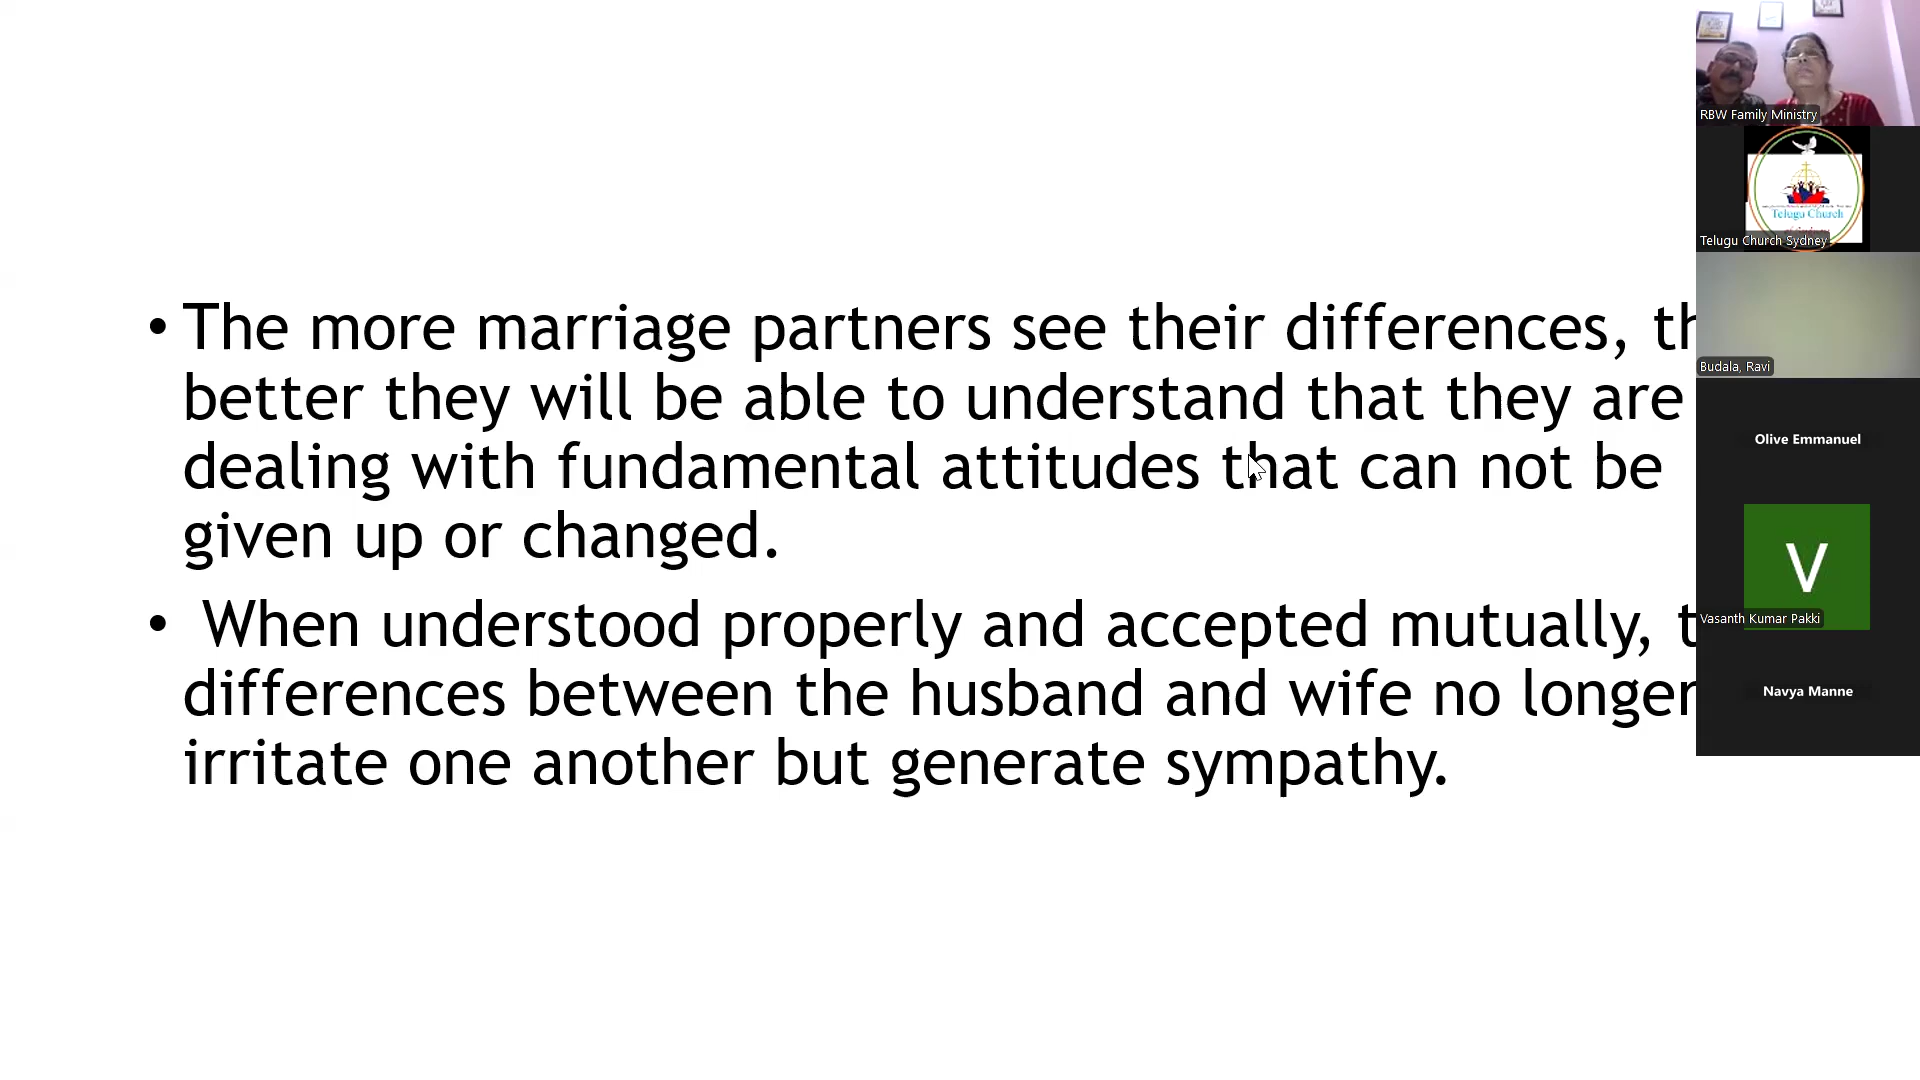 • The more marriage partners see their differences,
better they will be able to understand that they are
dealing with fundamental attitudes that can not be
given up or changed.
• When understood properly and accepted mutually,
differences between the husband and wife no longer
irritate one another but generate sympathy.
RBW Family Ministry
Telugu Church
Telugu Church Sydney
Budala, Ravi
Olive Emmanuel
V
Vasanth Kumar Pakki
Navya Manne